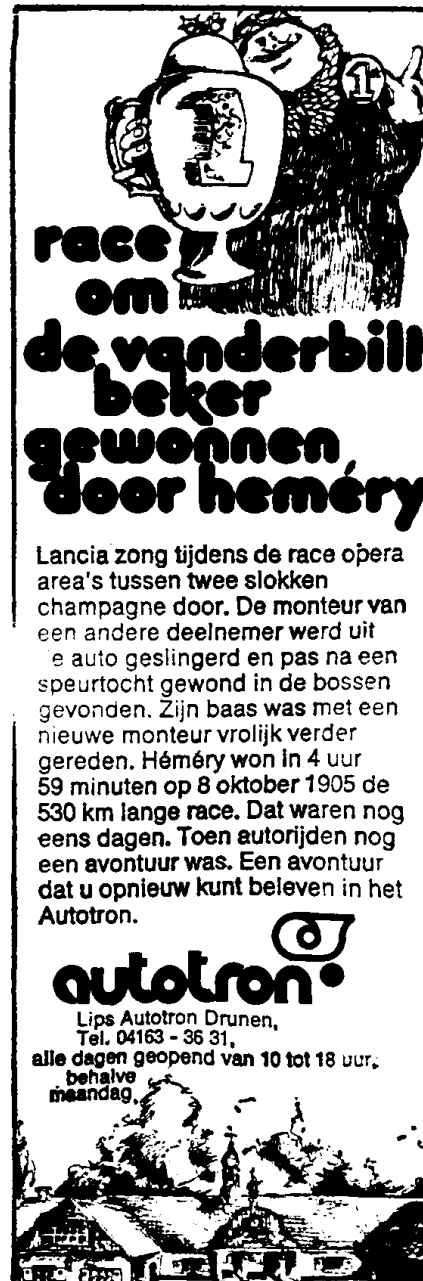 1
1
race
om
de vanderbilt
beker
gewonnen
door heméry
Lancia zong tijdens de race opera
area's tussen twee slokken
champagne door. De monteur van
een andere deelnemer werd uit
e auto geslingerd en pas na een
speurtocht gewond in de bossen
gevonden. Zijn baas was met een
nieuwe monteur vrolijk verder
gereden. Héméry won in 4 uur
59 minuten op 8 oktober 1905 de
530 km lange race. Dat waren nog
eens dagen. Toen autorijden nog
een avontuur was. Een avontuur
dat u opnieuw kunt beleven in het
Autotron.
autotron
Lips Autotron Drunen,
Tel. 04163 - 36 31,
alle dagen geopend van 10 tot 18 uur,
behalve
maandag.